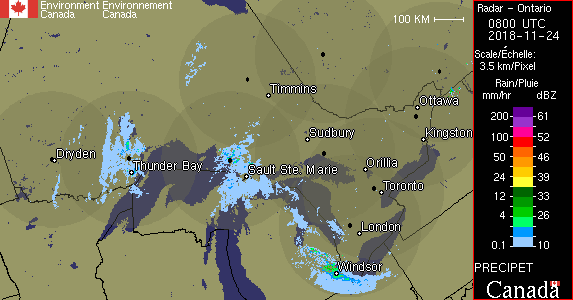 Environment Environnement
Canada Canada
100 KM
Timmins
Ottawa
Sudbury
Kingston
Dryden
Thunder Bay
Sault Ste. Marie
Orillia
Toronto
London
Windsor
Radar - Ontario
0800 UTC
2018-11-24
Scale/Échelle:
3.5 km/Pixel
Rain/Pluie
mm/hr dBZ
200 61
100 52
50 46
24 39
12 33
4 26
2 20
0.1 10
PRECIPET
Canada